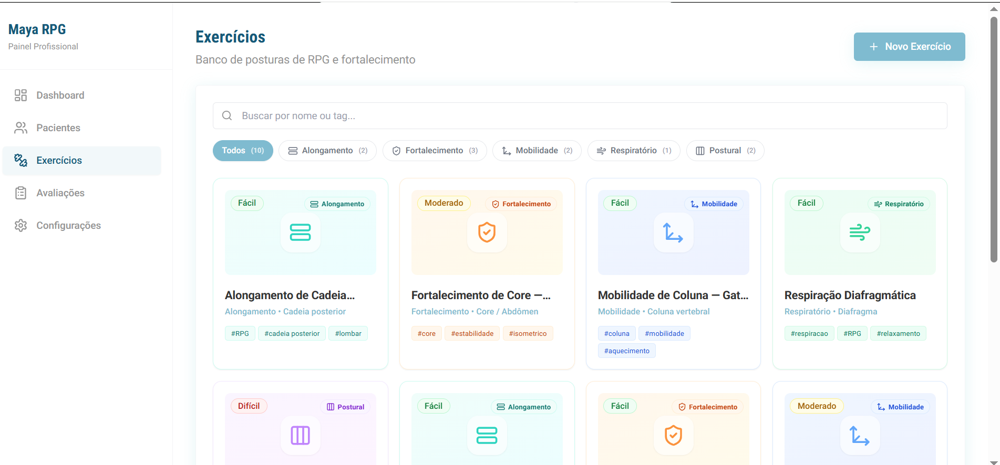 Maya RPG
Painel Profissional
Dashboard
Pacientes
Exercícios
Avaliações
Configurações
Exercícios
Banco de posturas de RPG e fortalecimento
Novo Exercício
Buscar por nome ou tag...
Todos (10) Alongamento (2) Fortalecimento (3) Mobilidade (2) Respiratório (1) Postural (2)
Fácil Alongamento
Alongamento de Cadeia...
Alongamento • Cadeia posterior
#RPG #cadeia posterior #lombar
Moderado Fortalecimento
Fortalecimento de Core —...
Fortalecimento • Core / Abdômen
#core #estabilidade #isometrico
Fácil Mobilidade
Mobilidade de Coluna — Gat...
Mobilidade • Coluna vertebral
#coluna #mobilidade
#aquecimento
Fácil Respiratório
Respiração Diafragmática
Respiratório • Diafragma
#respiracao #RPG #relaxamento
Difícil Postural
Fácil Alongamento
Fácil Fortalecimento
Moderado Mobilidade